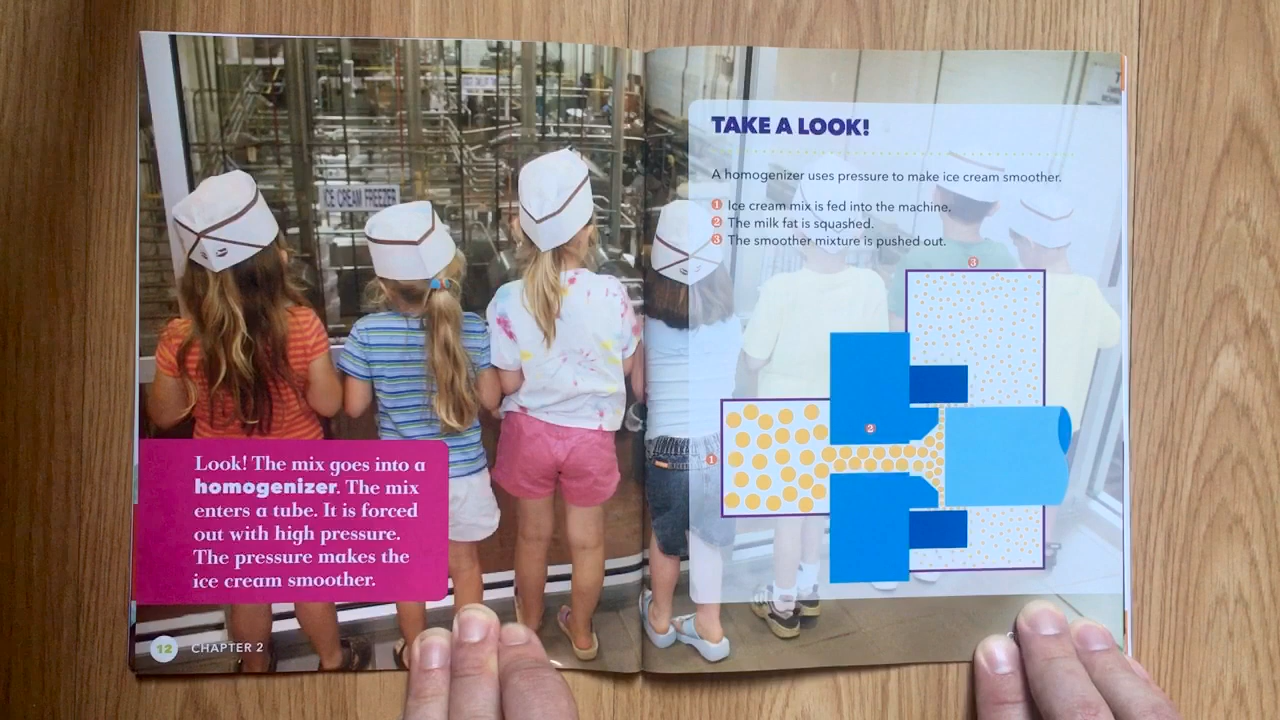 ICE CREAM FREEZER
Look! The mix goes into a
homogenizer. The mix
enters a tube. It is forced
out with high pressure.
The pressure makes the
ice cream smoother.
12 CHAPTER 2
TAKE A LOOK!
A homogenizer uses pressure to make ice cream smoother.
1 Ice cream mix is fed into the machine.
2 The milk fat is squashed.
3 The smoother mixture is pushed out.
3
2
1